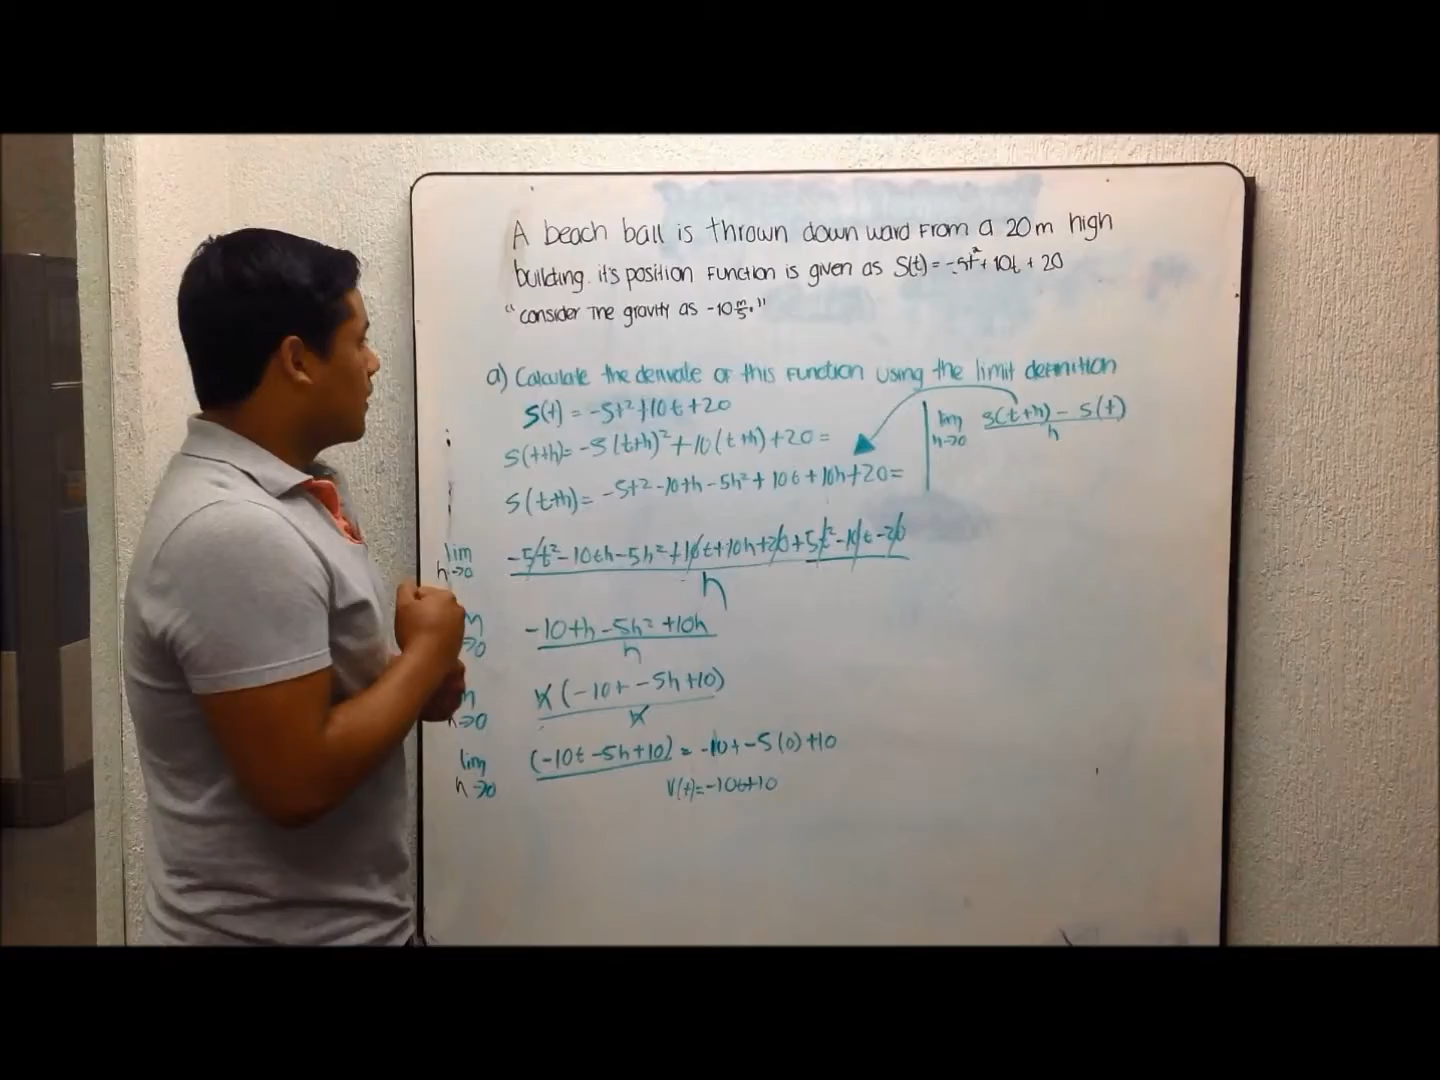 A beach ball is thrown down ward From a 20m high
building. it's position Function is given as S(t) = -5t² + 10t + 20
"consider the gravity as -10 m/s²."
a) Calculate the derivate of this Function using the limit definition
S(t) = -5t² + 10t + 20
lim h→0 s(t+h) - s(t) / h
s(t+h) = -5(t+h)² + 10(t+h) + 20 =
s(t+h) = -5t² - 10th - 5h² + 10t + 10h + 20 =
lim h→0 -5t² - 10th - 5h² + 10t + 10h + 20 + 5t² - 10t - 20 / h
m →0 -10th - 5h² + 10h / h
m h→0 h(-10t - 5h + 10) / h
lim h→0 (-10t - 5h + 10) = -10t - 5(0) + 10
V(t) = -10t + 10